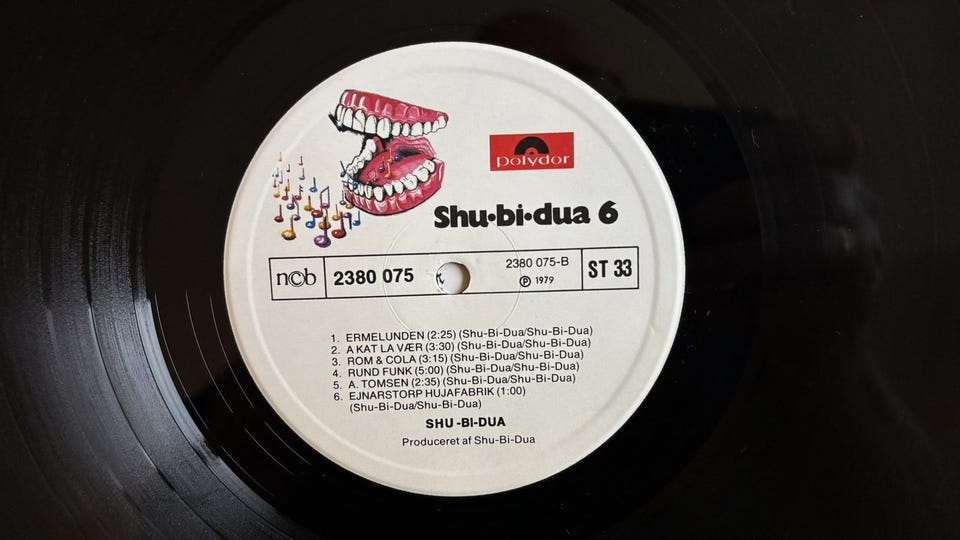 polydor
Shu•bi•dua 6
ncb 2380 075 2380 075-B ST 33
℗ 1979
1. ERMELUNDEN (2:25) (Shu-Bi-Dua/Shu-Bi-Dua)
2. A KAT LA VÆR (3:30) (Shu-Bi-Dua/Shu-Bi-Dua)
3. ROM & COLA (3:15) (Shu-Bi-Dua/Shu-Bi-Dua)
4. RUND FUNK (5:00) (Shu-Bi-Dua/Shu-Bi-Dua)
5. A. TOMSEN (2:35) (Shu-Bi-Dua/Shu-Bi-Dua)
6. EJNARSTORP HUJAFABRIK (1:00)
(Shu-Bi-Dua/Shu-Bi-Dua)
SHU-BI-DUA
Produceret af Shu-Bi-Dua